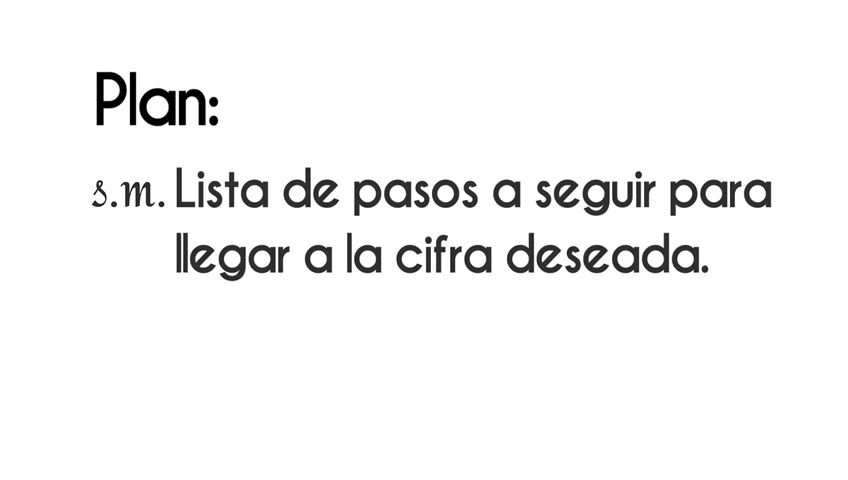 Plan:
s.m. Lista de pasos a seguir para
llegar a la cifra deseada.